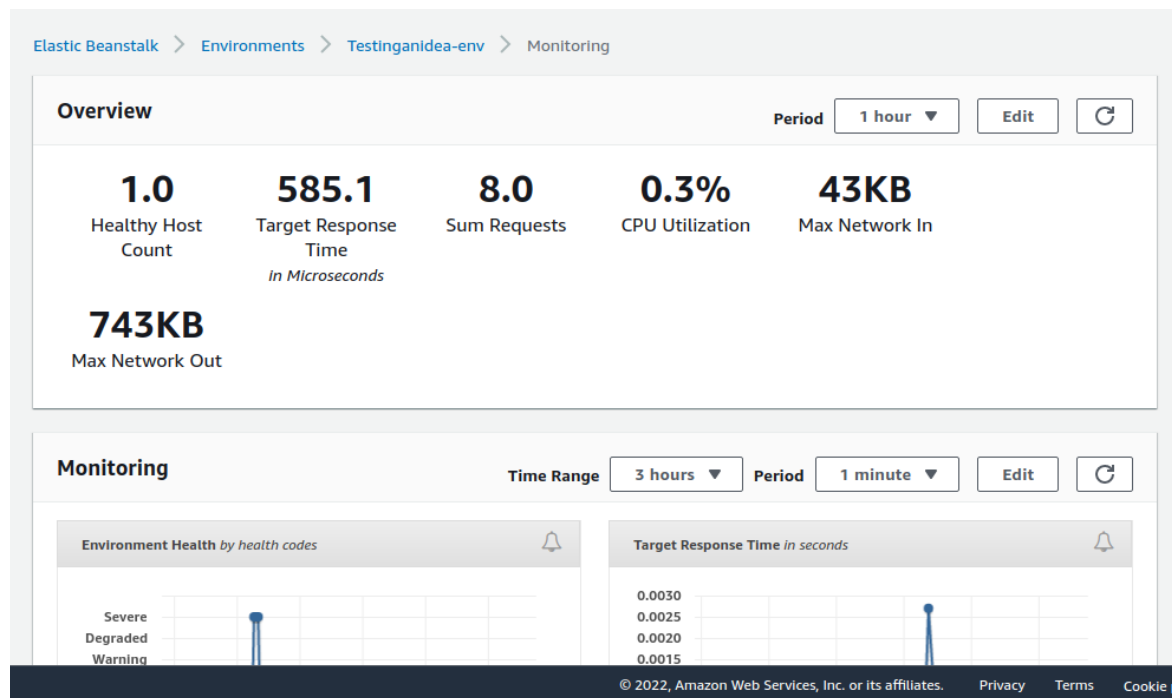 Elastic Beanstalk > Environments > Testinganidea-env > Monitoring
Overview
Period 1 hour ▼ Edit
1.0 585.1 8.0 0.3% 43KB
Healthy Host Target Response Sum Requests CPU Utilization Max Network In
Count Time
in Microseconds
743KB
Max Network Out
Monitoring
Time Range 3 hours ▼ Period 1 minute ▼ Edit
Environment Health by health codes
Severe
Degraded
Warning
Target Response Time in seconds
0.0030
0.0025
0.0020
0.0015
© 2022, Amazon Web Services, Inc. or its affiliates. Privacy Terms Cookie